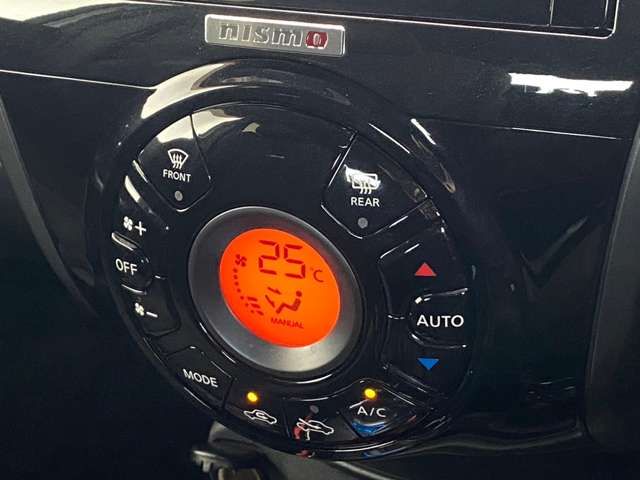 nismo
FRONT
REAR
+
25°C
OFF
MANUAL
AUTO
-
MODE
A/C